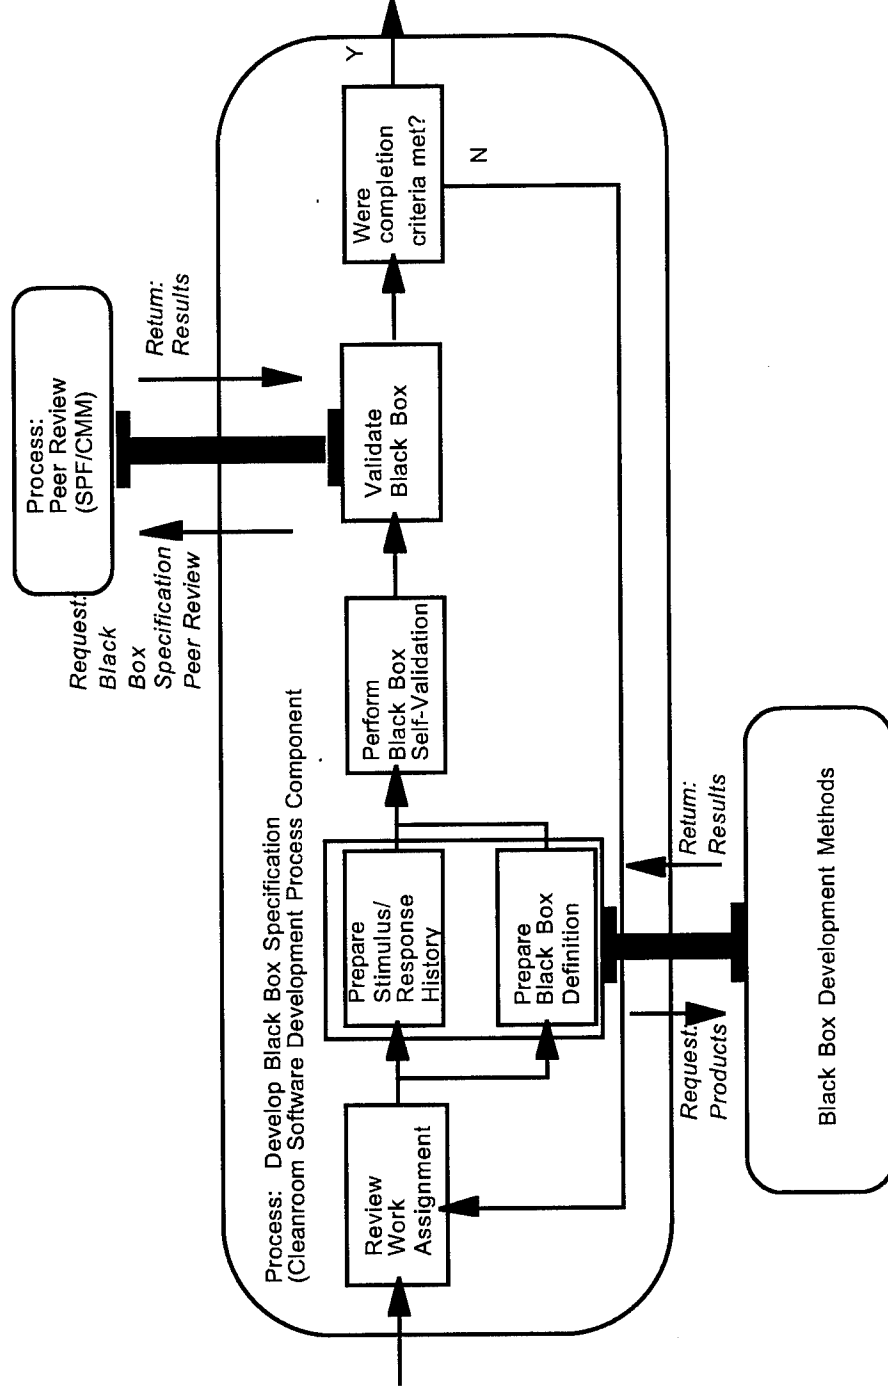 Process:
Peer Review
(SPF/CMM)
Request:
Black
Box
Specification
Peer Review
Return:
Results
Process: Develop Black Box Specification
(Cleanroom Software Development Process Component
Review
Work
Assignment
Prepare
Stimulus/
Response
History
Prepare
Black Box
Definition
Perform
Black Box
Self-Validation
Validate
Black Box
Were
completion
criteria met?
Y
N
Request:
Products
Return:
Results
Black Box Development Methods